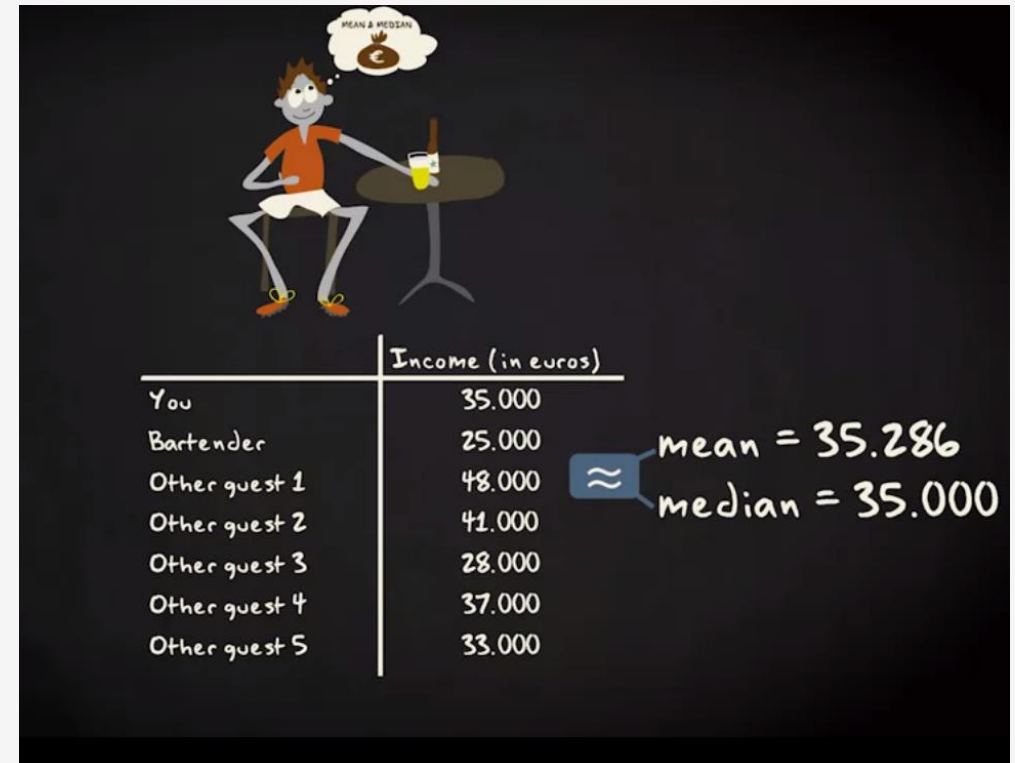 MEAN & MEDIAN
€
Income (in euros)
You 35.000
Bartender 25.000
Other guest 1 48.000
Other guest 2 41.000
Other guest 3 28.000
Other guest 4 37.000
Other guest 5 33.000
≈
mean = 35.286
median = 35.000